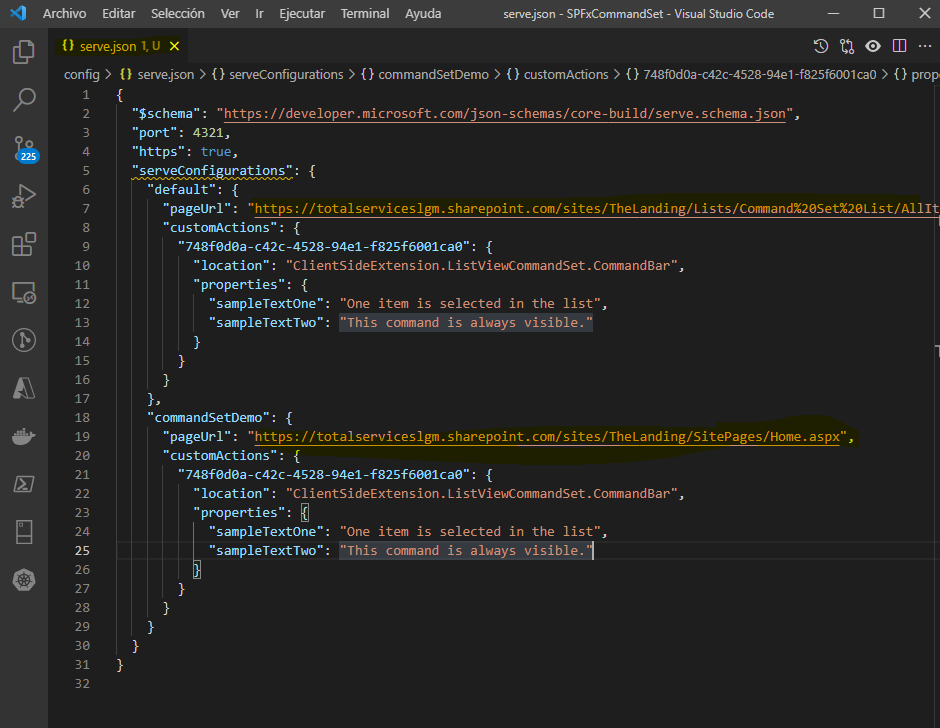 Archivo Editar Selección Ver Ir Ejecutar Terminal Ayuda serve.json - SPFxCommandSet - Visual Studio Code
{} serve.json 1, U
config > {} serve.json > {} serveConfigurations > {} commandSetDemo > {} customActions > {} 748f0d0a-c42c-4528-94e1-f825f6001ca0 > {} prope
225
1 {
2 "$schema": "https://developer.microsoft.com/json-schemas/core-build/serve.schema.json",
3 "port": 4321,
4 "https": true,
5 "serveConfigurations": {
6 "default": {
7 "pageUrl": "https://totalserviceslgm.sharepoint.com/sites/TheLanding/Lists/Command%20Set%20List/AllIt
8 "customActions": {
9 "748f0d0a-c42c-4528-94e1-f825f6001ca0": {
10 "location": "ClientSideExtension.ListViewCommandSet.CommandBar",
11 "properties": {
12 "sampleTextOne": "One item is selected in the list",
13 "sampleTextTwo": "This command is always visible."
14 }
15 }
16 }
17 },
18 "commandSetDemo": {
19 "pageUrl": "https://totalserviceslgm.sharepoint.com/sites/TheLanding/SitePages/Home.aspx",
20 "customActions": {
21 "748f0d0a-c42c-4528-94e1-f825f6001ca0": {
22 "location": "ClientSideExtension.ListViewCommandSet.CommandBar",
23 "properties": {
24 "sampleTextOne": "One item is selected in the list",
25 "sampleTextTwo": "This command is always visible."
26 }
27 }
28 }
29 }
30 }
31 }
32